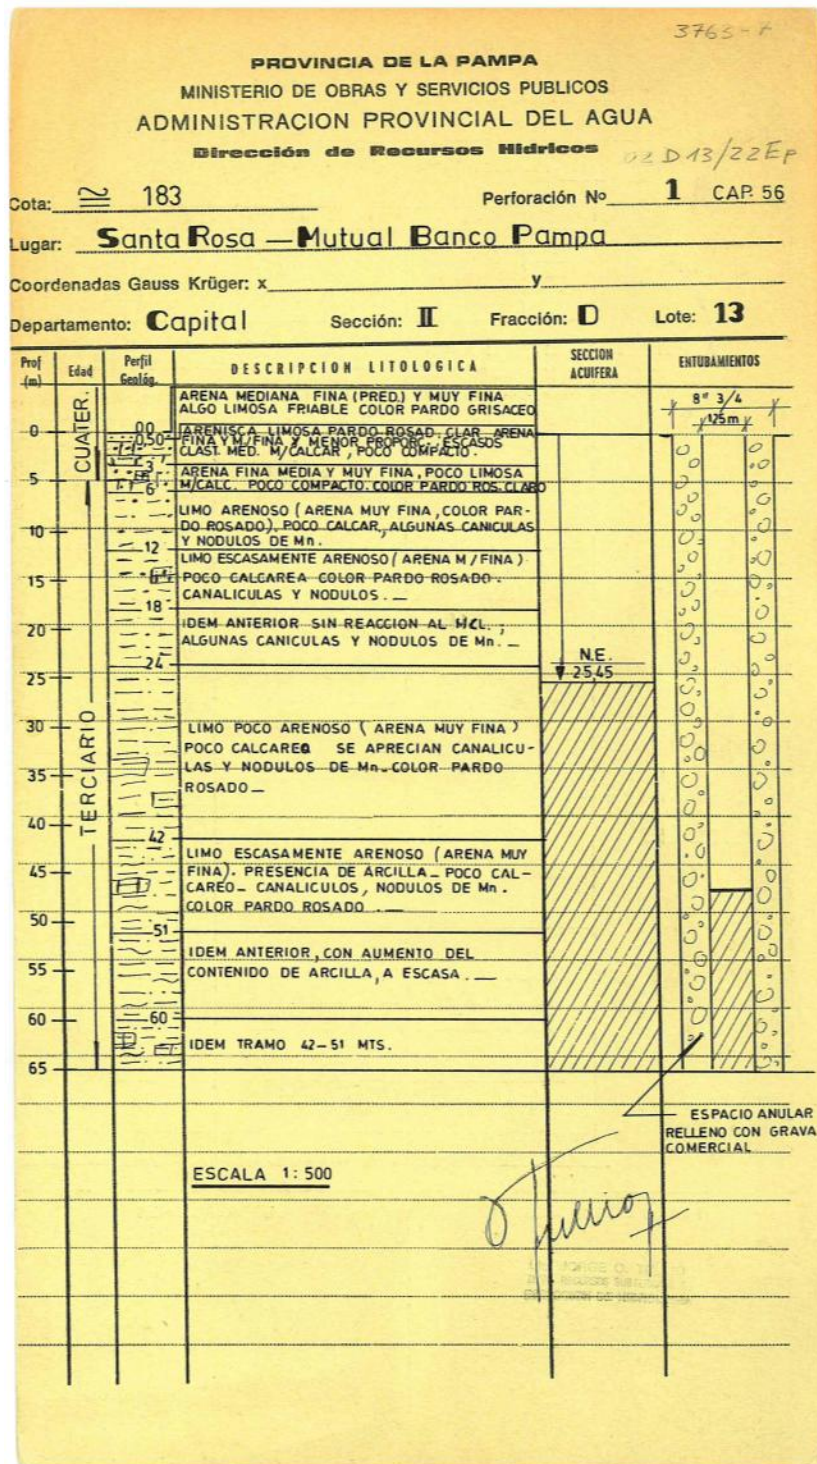 3763-7
PROVINCIA DE LA PAMPA
MINISTERIO DE OBRAS Y SERVICIOS PUBLICOS
ADMINISTRACION PROVINCIAL DEL AGUA
Dirección de Recursos Hídricos
D 13/22 Ep
Cota: ≅ 183 Perforación Nº 1 CAP. 56
Lugar: Santa Rosa — Mutual Banco Pampa
Coordenadas Gauss Krüger: x y
Departamento: Capital Sección: II Fracción: D Lote: 13
Prof (m) Edad Perfil Geológ. DESCRIPCION LITOLOGICA SECCION ACUIFERA ENTUBAMIENTOS
ARENA MEDIANA FINA (PRED.) Y MUY FINA
ALGO LIMOSA FRIABLE COLOR PARDO GRISACEO
8" 3/4
125m
CUATER.
0
00
ARENISCA LIMOSA PARDO ROSAD. CLAR. ARENA
0,50
FINA Y M/FINA Y MENOR PROPORC. ESCASOS
CLAST. MED. M/CALCAR, POCO COMPACTO.
3
ARENA FINA MEDIA Y MUY FINA, POCO LIMOSA
5
M/CALC. POCO COMPACTO. COLOR PARDO ROS. CLARO
6
LIMO ARENOSO (ARENA MUY FINA, COLOR PAR-
10
DO ROSADO). POCO CALCAR, ALGUNAS CANICULAS
Y NODULOS DE Mn.
12
LIMO ESCASAMENTE ARENOSO (ARENA M/FINA)
15
POCO CALCAREA COLOR PARDO ROSADO.
CANALICULAS Y NODULOS. —
18
20
IDEM ANTERIOR SIN REACCION AL HCL. ;
ALGUNAS CANICULAS Y NODULOS DE Mn. —
24
N.E.
25
25,45
TERCIARIO
30
LIMO POCO ARENOSO (ARENA MUY FINA)
POCO CALCAREO SE APRECIAN CANALICU-
35
LAS Y NODULOS DE Mn. COLOR PARDO
ROSADO —
40
42
LIMO ESCASAMENTE ARENOSO (ARENA MUY
45
FINA). PRESENCIA DE ARCILLA — POCO CAL-
CAREO — CANALICULOS, NODULOS DE Mn.
COLOR PARDO ROSADO . —
50
51
IDEM ANTERIOR, CON AUMENTO DEL
55
CONTENIDO DE ARCILLA, A ESCASA. —
60
60
IDEM TRAMO 42-51 MTS.
65
ESPACIO ANULAR
RELLENO CON GRAVA
COMERCIAL
ESCALA 1:500